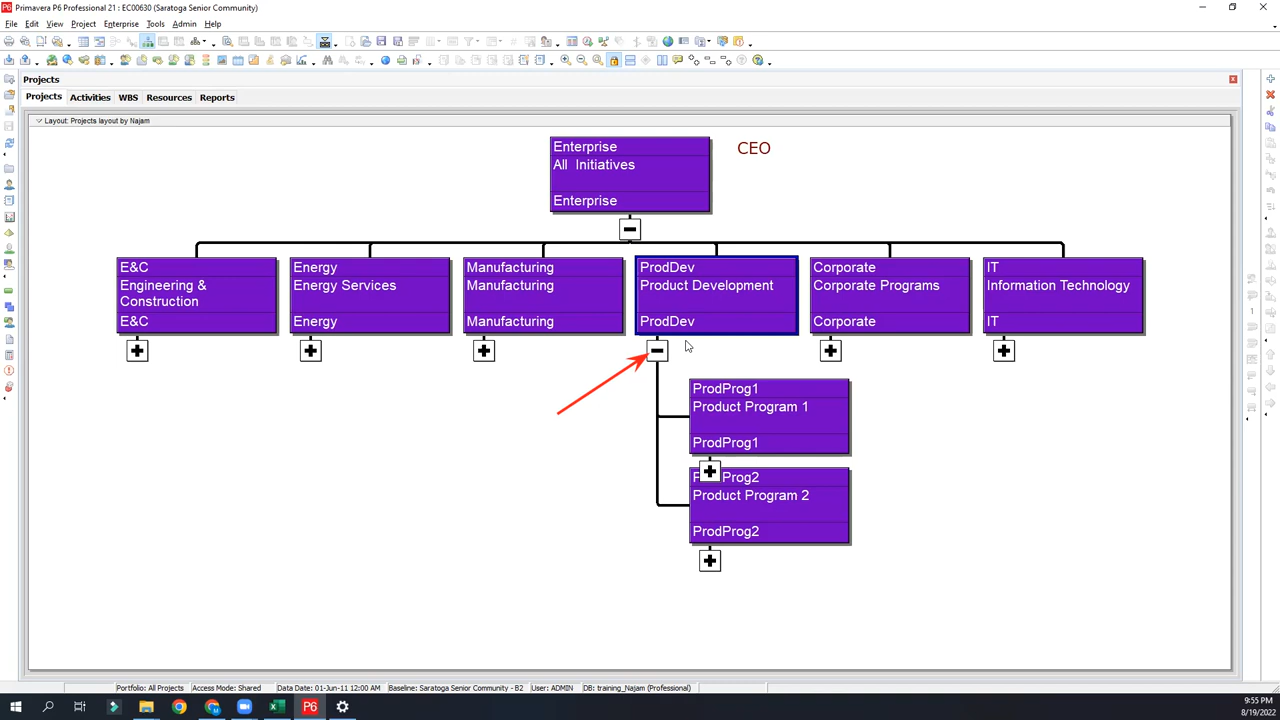 P6 Primavera P6 Professional 21 : EC00630 (Saratoga Senior Community)
File Edit View Project Enterprise Tools Admin Help
Projects
Projects Activities WBS Resources Reports
Layout: Projects layout by Najam
Enterprise
All Initiatives
Enterprise
CEO
E&C
Engineering &
Construction
E&C
Energy
Energy Services
Energy
Manufacturing
Manufacturing
Manufacturing
ProdDev
Product Development
ProdDev
Corporate
Corporate Programs
Corporate
IT
Information Technology
IT
ProdProg1
Product Program 1
ProdProg1
Prog2
Product Program 2
ProdProg2
Portfolio: All Projects Access Mode: Shared Data Date: 01-Jun-11 12:00 AM Baseline: Saratoga Senior Community - B2 User: ADMIN DB: training_Najam (Professional)
P6
9:55 PM
8/19/2022